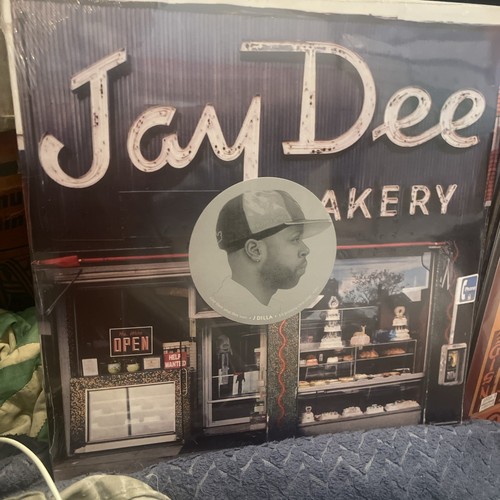 Jay Dee
AKERY
J DILLA
OPEN
HELP
WANTED